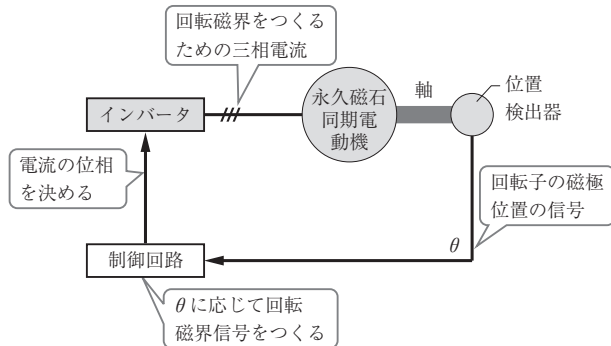 回転磁界をつくる
ための三相電流
インバータ
永久磁石
同期電
動機
軸
位置
検出器
電流の位相
を決める
回転子の磁極
位置の信号
θ
制御回路
θに応じて回転
磁界信号をつくる